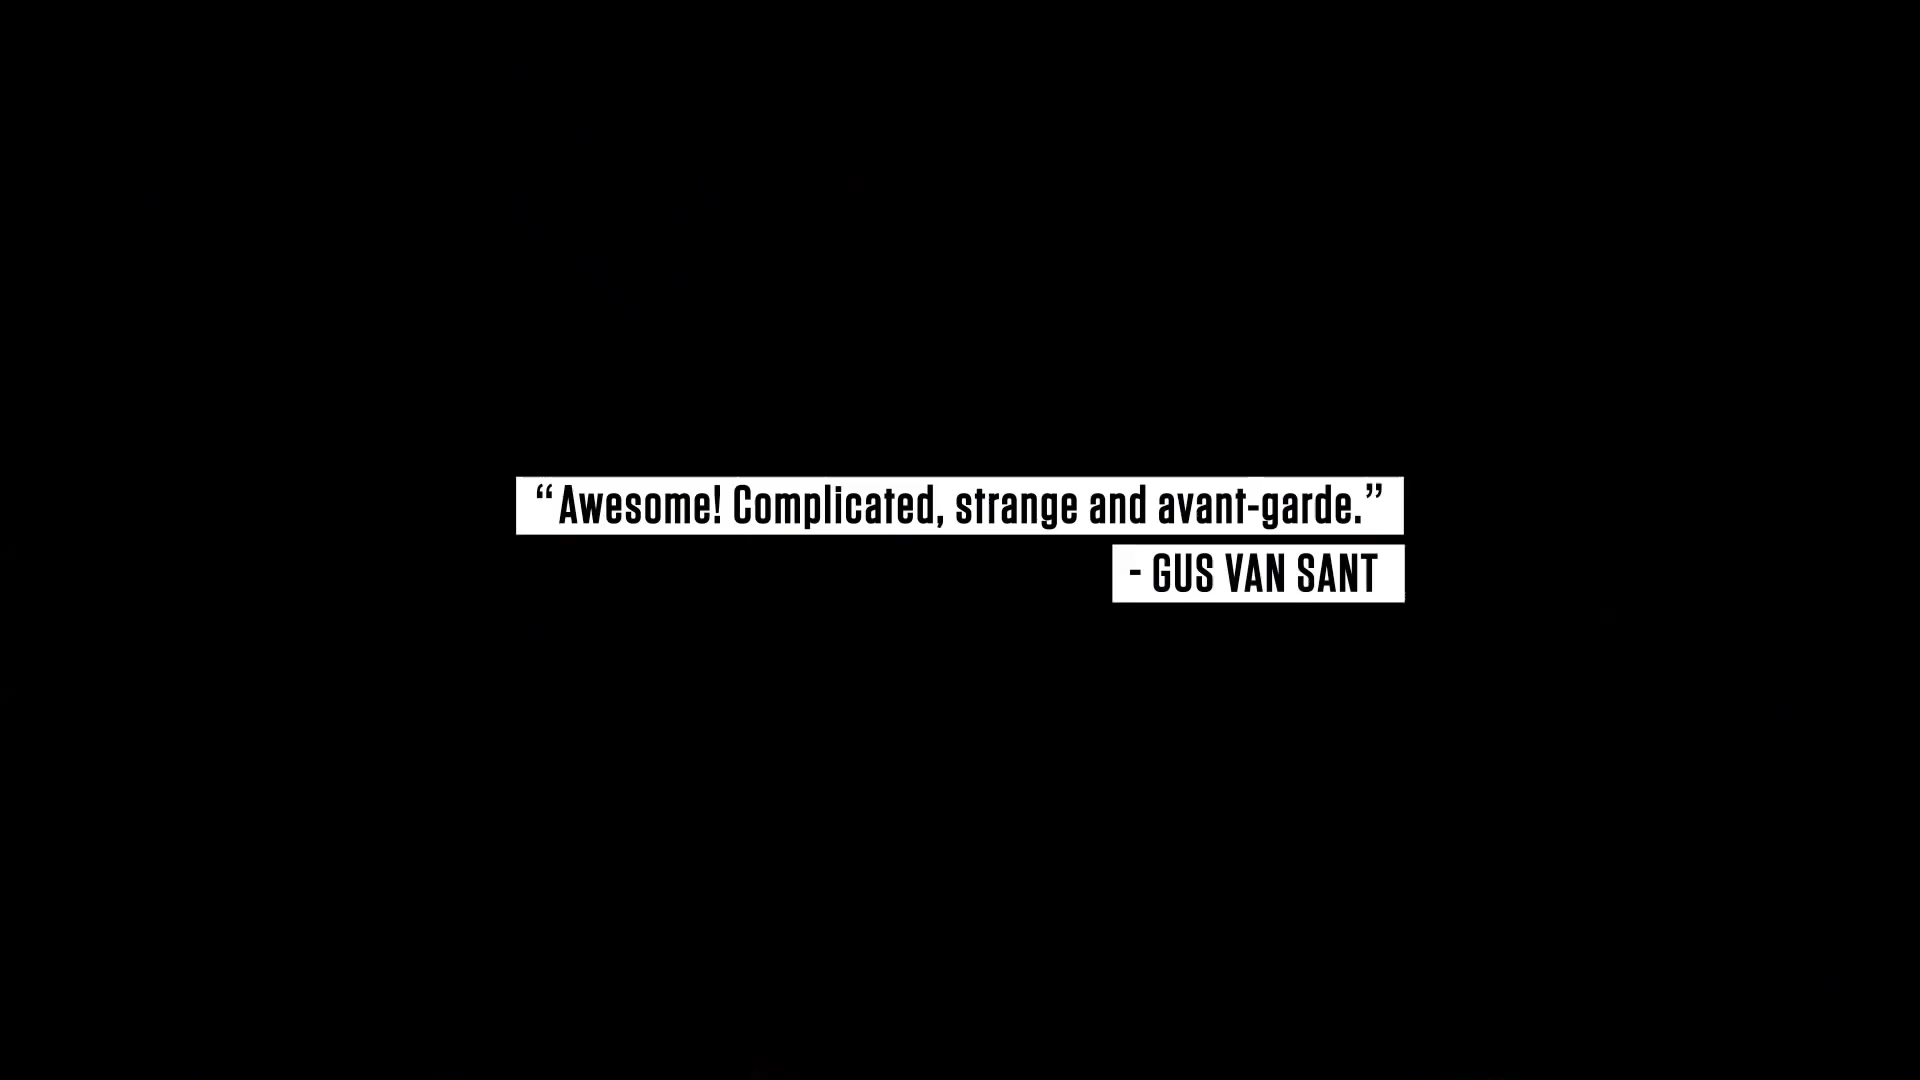 “Awesome! Complicated, strange and avant-garde.”
- GUS VAN SANT